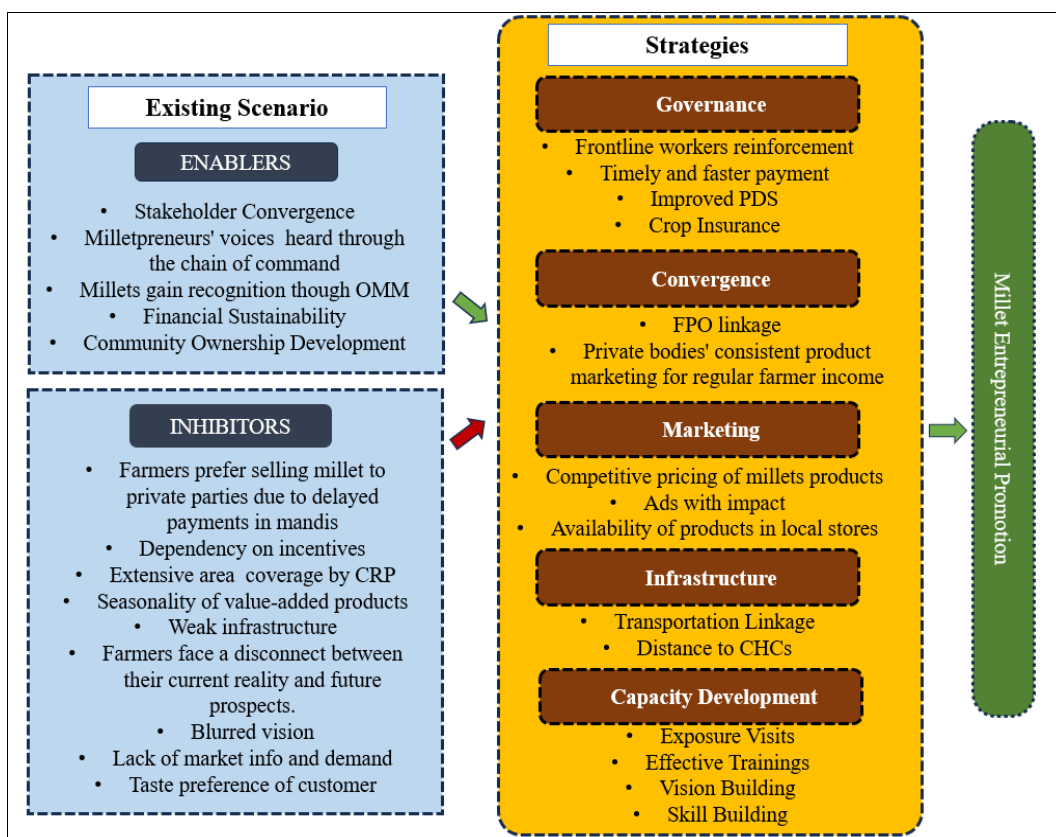 Existing Scenario
ENABLERS
• Stakeholder Convergence
• Milletpreneurs' voices heard through
the chain of command
• Millets gain recognition though OMM
• Financial Sustainability
• Community Ownership Development
INHIBITORS
• Farmers prefer selling millet to
private parties due to delayed
payments in mandis
• Dependency on incentives
• Extensive area coverage by CRP
• Seasonality of value-added products
• Weak infrastructure
• Farmers face a disconnect between
their current reality and future
prospects.
• Blurred vision
• Lack of market info and demand
• Taste preference of customer
Strategies
Governance
• Frontline workers reinforcement
• Timely and faster payment
• Improved PDS
• Crop Insurance
Convergence
• FPO linkage
• Private bodies' consistent product
marketing for regular farmer income
Marketing
• Competitive pricing of millets products
• Ads with impact
• Availability of products in local stores
Infrastructure
• Transportation Linkage
• Distance to CHCs
Capacity Development
• Exposure Visits
• Effective Trainings
• Vision Building
• Skill Building
Millet Entrepreneurial Promotion